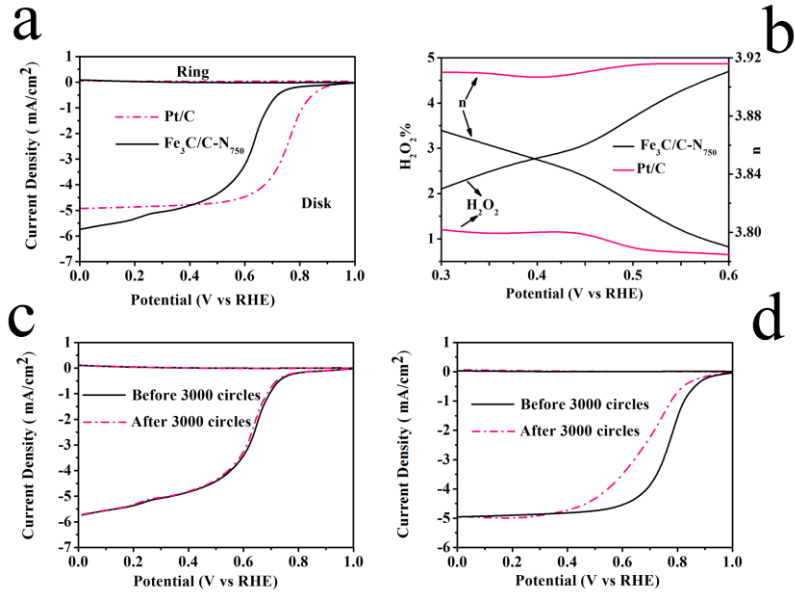 a
1
0
-1
-2
-3
-4
-5
-6
-7
Current Density ( mA/cm²)
Ring
Pt/C
Fe₃C/C-N₇₅₀
Disk
0.0 0.2 0.4 0.6 0.8 1.0
Potential (V vs RHE)
b
5
4
3
2
1
H₂O₂%
n
H₂O₂
Fe₃C/C-N₇₅₀
Pt/C
3.92
3.88
3.84
3.80
n
0.3 0.4 0.5 0.6
Potential (V vs RHE)
c
1
0
-1
-2
-3
-4
-5
-6
-7
Current Density ( mA/cm²)
Before 3000 circles
After 3000 circles
0.0 0.2 0.4 0.6 0.8 1.0
Potential (V vs RHE)
d
1
0
-1
-2
-3
-4
-5
-6
-7
Current Density ( mA/cm²)
Before 3000 circles
After 3000 circles
0.0 0.2 0.4 0.6 0.8 1.0
Potential (V vs RHE)